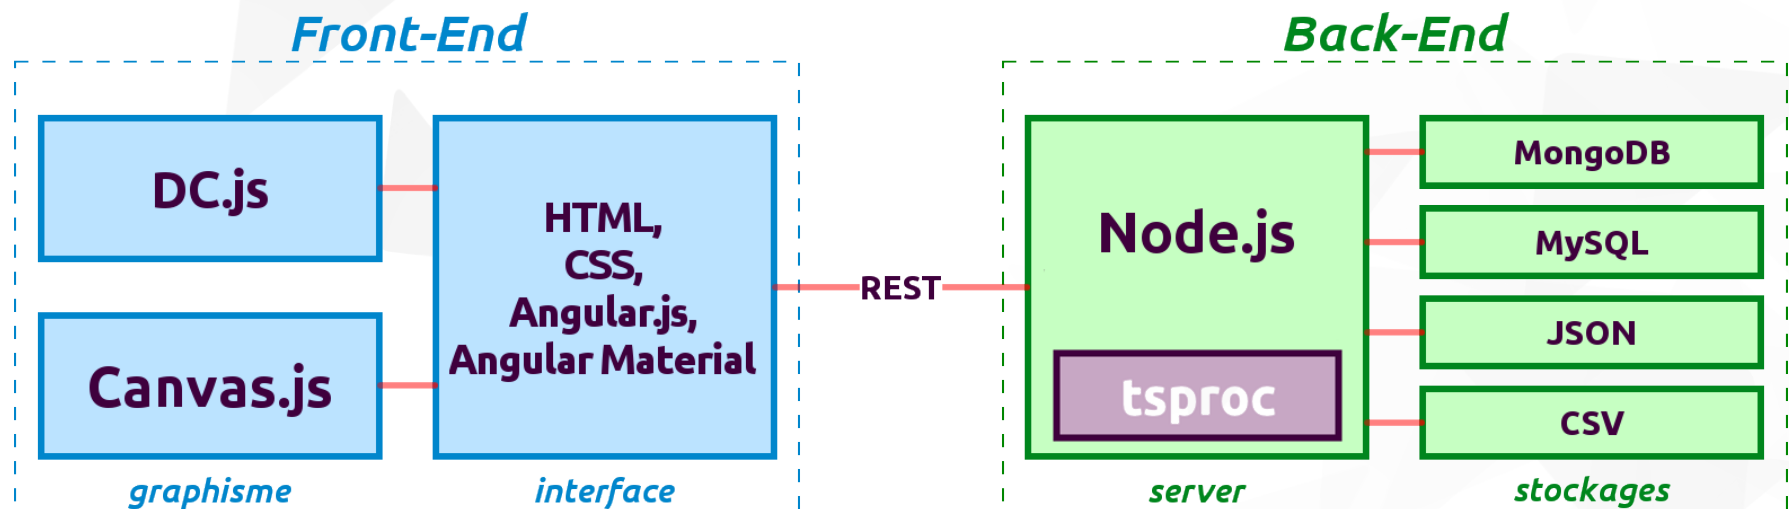 Front-End
Back-End
DC.js
Canvas.js
graphisme
HTML,
CSS,
Angular.js,
Angular Material
interface
REST
Node.js
tsproc
server
MongoDB
MySQL
JSON
CSV
stockages